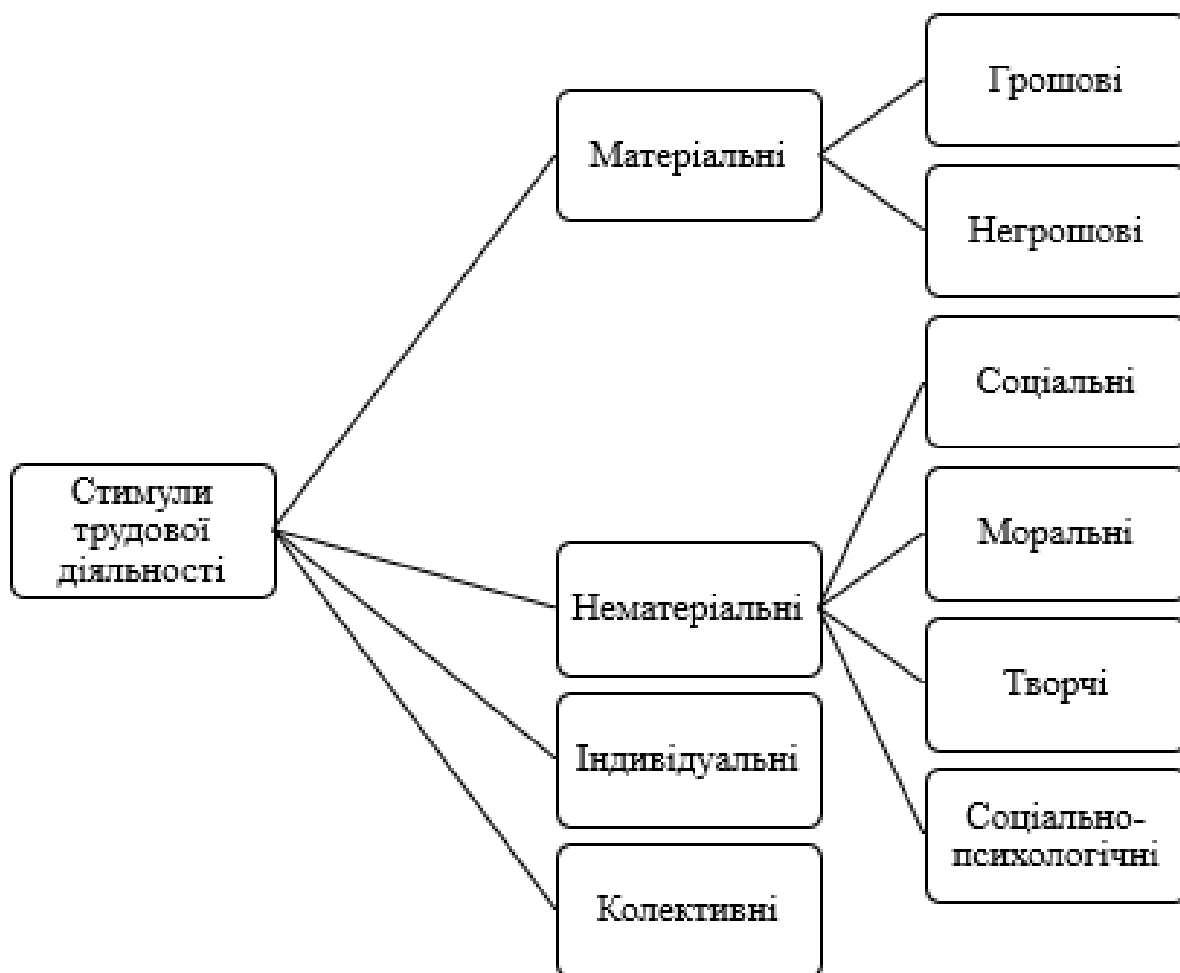 Стимули
трудової
діяльності
Матеріальні
Грошові
Негрошові
Нематеріальні
Соціальні
Моральні
Творчі
Соціально-
психологічні
Індивідуальні
Колективні